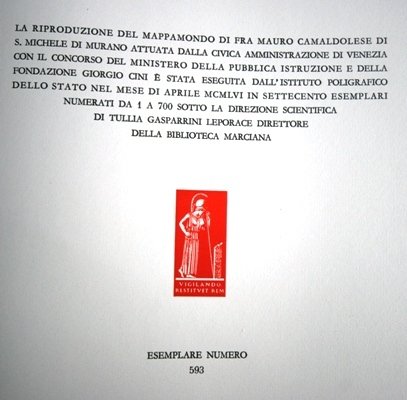 LA RIPRODUZIONE DEL MAPPAMONDO DI FRA MAURO CAMALDOLESE DI
S. MICHELE DI MURANO ATTUATA DALLA CIVICA AMMINISTRAZIONE DI VENEZIA
CON IL CONCORSO DEL MINISTERO DELLA PUBBLICA ISTRUZIONE E DELLA
FONDAZIONE GIORGIO CINI È STATA ESEGUITA DALL'ISTITUTO POLIGRAFICO
DELLO STATO NEL MESE DI APRILE MCMLVI IN SETTECENTO ESEMPLARI
NUMERATI DA 1 A 700 SOTTO LA DIREZIONE SCIENTIFICA
DI TULLIA GASPARRINI LEPORACE DIRETTORE
DELLA BIBLIOTECA MARCIANA
VIGILANDO
RESTITVET REM
ESEMPLARE NUMERO
593